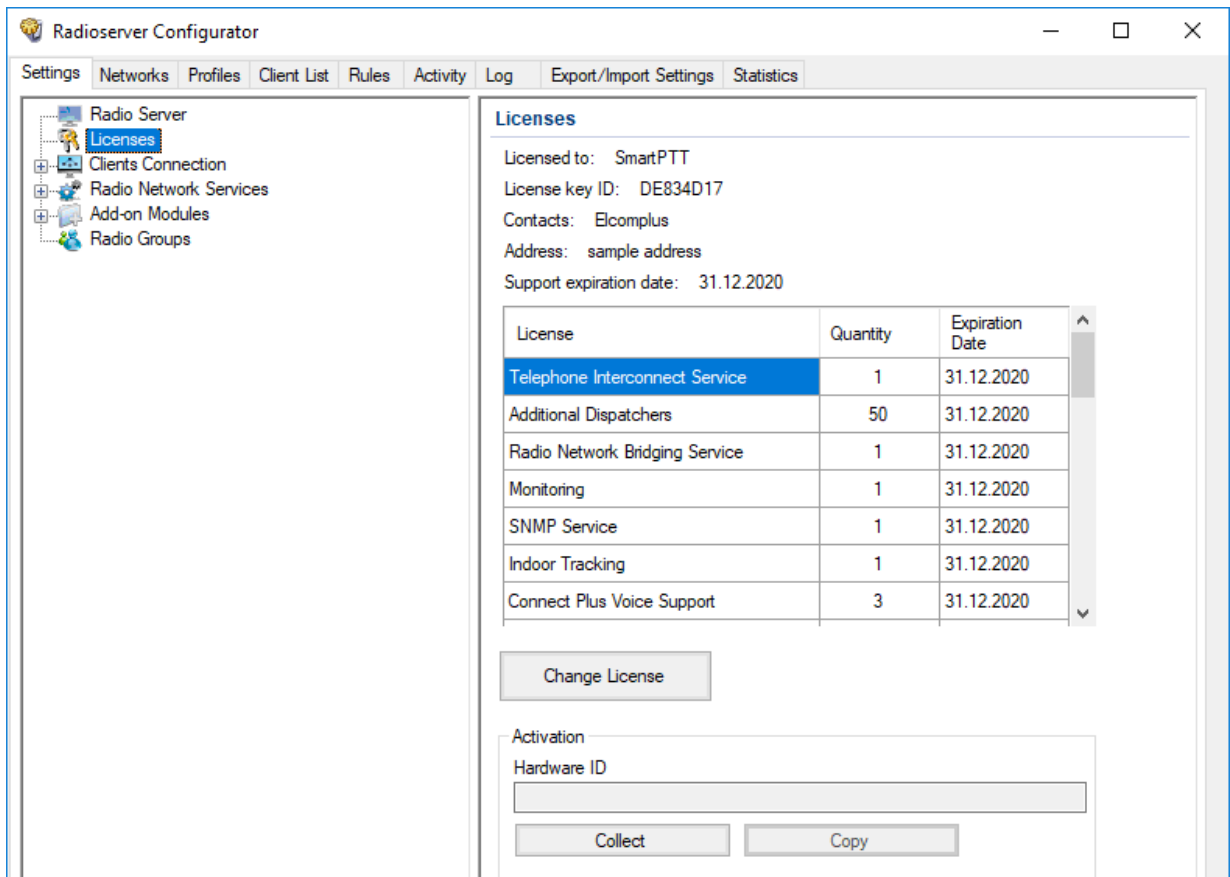 Radioserver Configurator
Settings Networks Profiles Client List Rules Activity Log Export/Import Settings Statistics
Radio Server
Licenses
Clients Connection
Radio Network Services
Add-on Modules
Radio Groups
Licenses
Licensed to: SmartPTT
License key ID: DE834D17
Contacts: Elcomplus
Address: sample address
Support expiration date: 31.12.2020
License Quantity Expiration
Date
Telephone Interconnect Service 1 31.12.2020
Additional Dispatchers 50 31.12.2020
Radio Network Bridging Service 1 31.12.2020
Monitoring 1 31.12.2020
SNMP Service 1 31.12.2020
Indoor Tracking 1 31.12.2020
Connect Plus Voice Support 3 31.12.2020
Change License
Activation
Hardware ID
Collect Copy